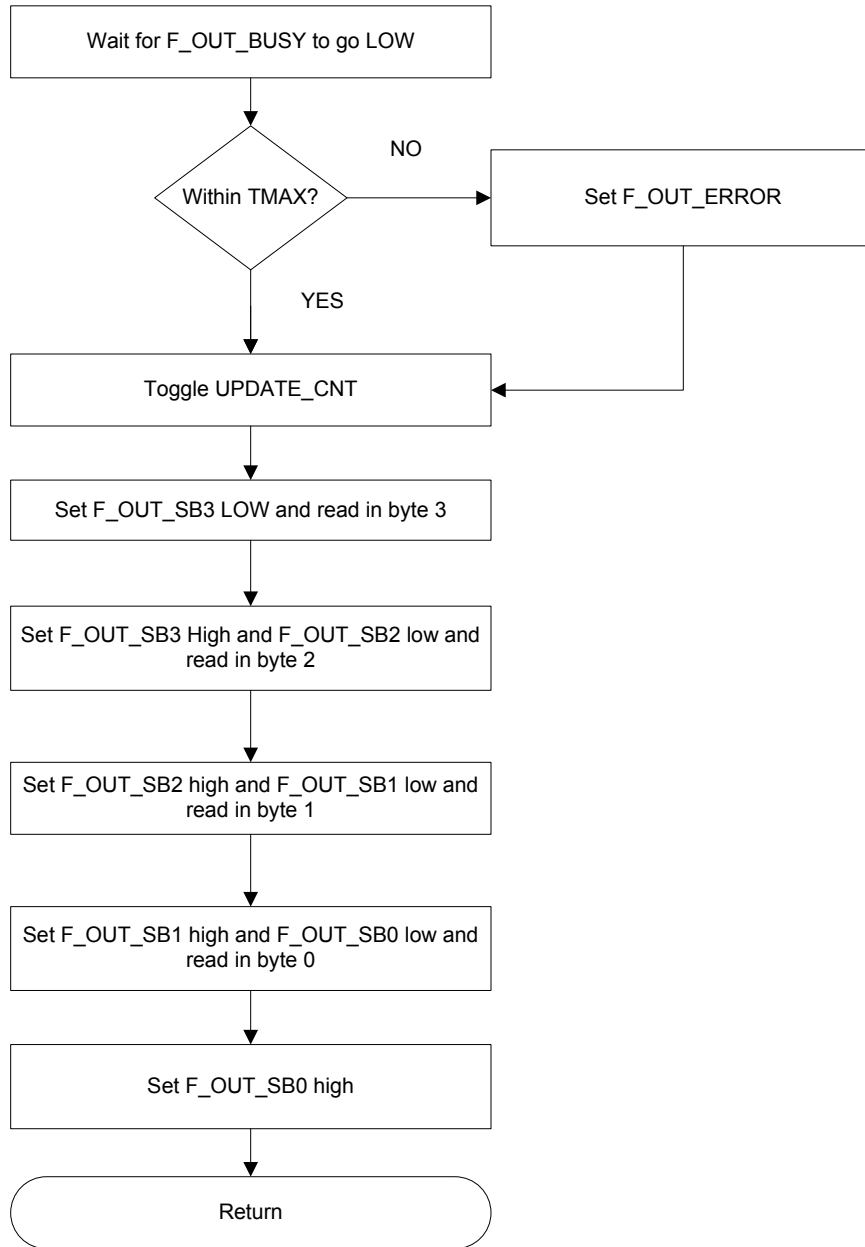 Wait for F_OUT_BUSY to go LOW
NO
Within TMAX?
Set F_OUT_ERROR
YES
Toggle UPDATE_CNT
Set F_OUT_SB3 LOW and read in byte 3
Set F_OUT_SB3 High and F_OUT_SB2 low and
read in byte 2
Set F_OUT_SB2 high and F_OUT_SB1 low and
read in byte 1
Set F_OUT_SB1 high and F_OUT_SB0 low and
read in byte 0
Set F_OUT_SB0 high
Return